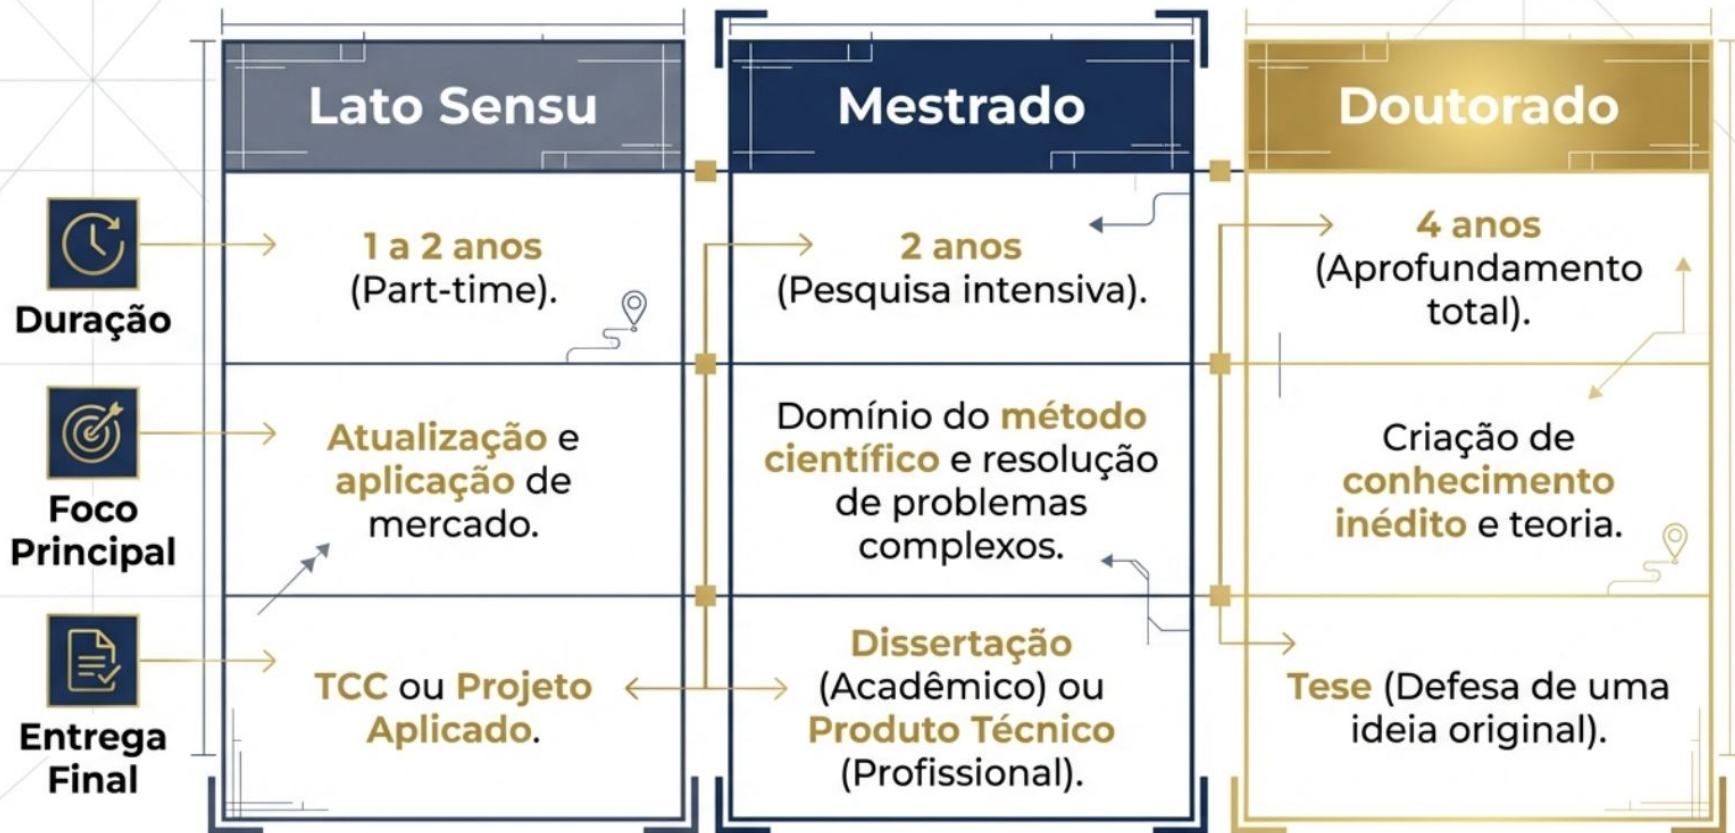 Lato Sensu
Mestrado
Doutorado
Duração
1 a 2 anos
(Part-time).
2 anos
(Pesquisa intensiva).
4 anos
(Aprofundamento
total).
Foco
Principal
Atualização e
aplicação de
mercado.
Domínio do método
científico e resolução
de problemas
complexos.
Criação de
conhecimento
inédito e teoria.
Entrega
Final
TCC ou Projeto
Aplicado.
Dissertação
(Acadêmico) ou
Produto Técnico
(Profissional).
Tese (Defesa de uma
ideia original).